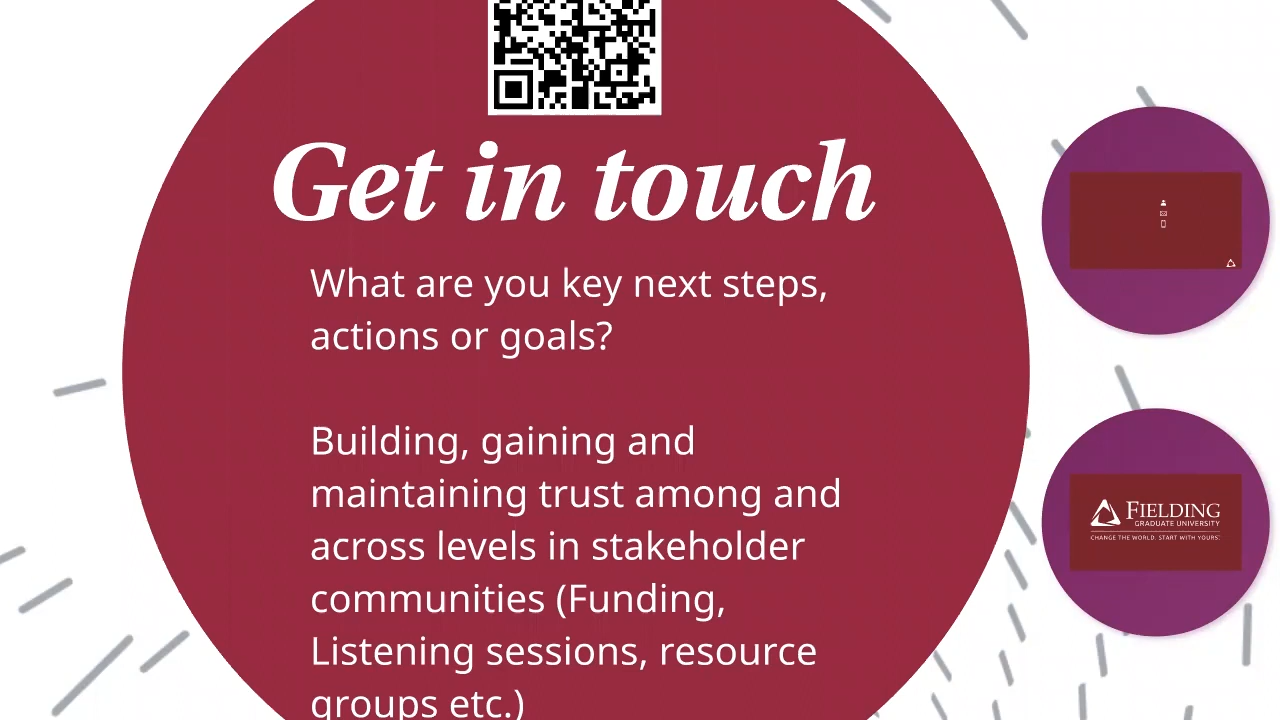 Get in touch
What are you key next steps,
actions or goals?
Building, gaining and
maintaining trust among and
across levels in stakeholder
communities (Funding,
Listening sessions, resource
groups etc.)
FIELDING
GRADUATE UNIVERSITY
CHANGE THE WORLD. START WITH YOURS.